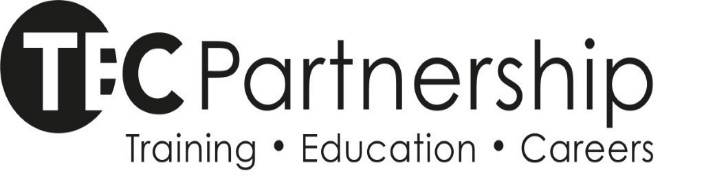 TEC Partnership
Training • Education • Careers